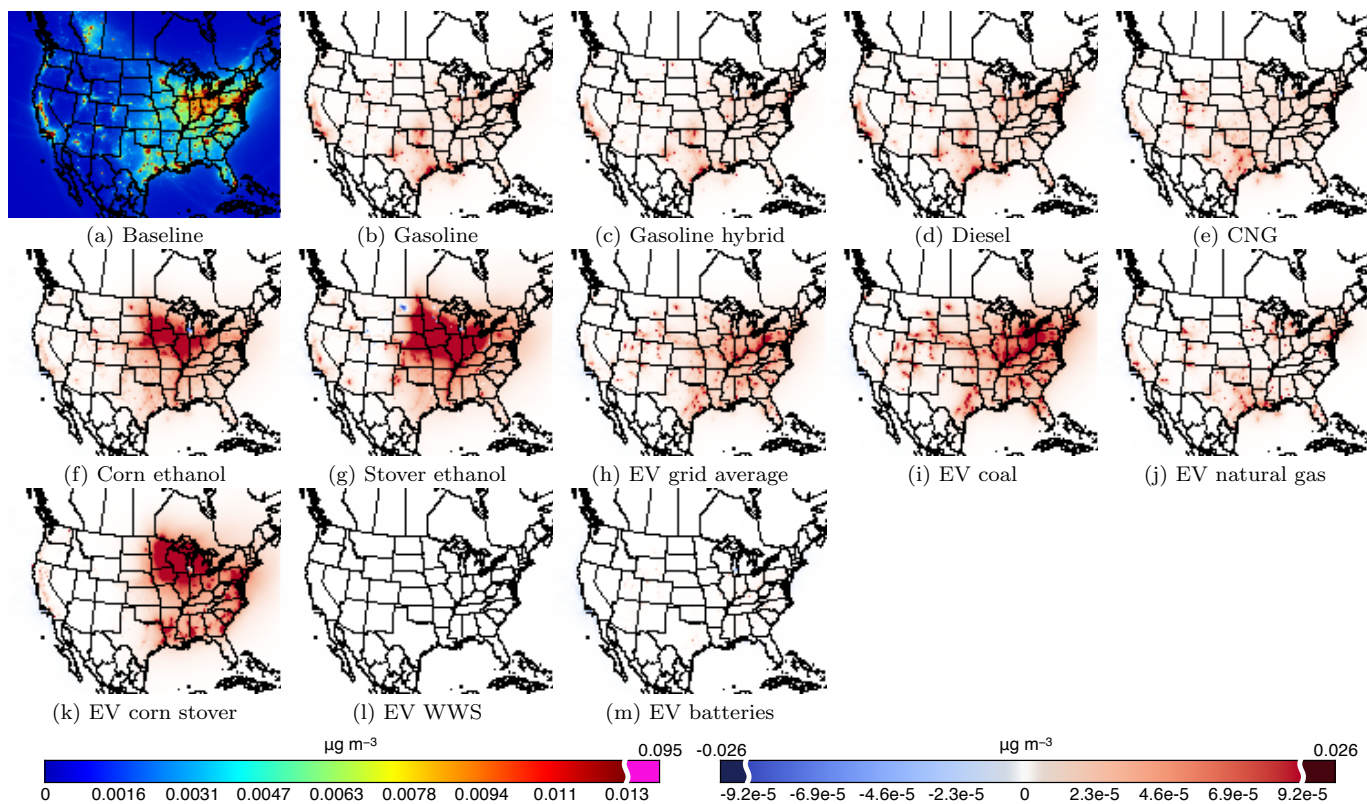 (a) Baseline
(b) Gasoline
(c) Gasoline hybrid
(d) Diesel
(e) CNG
(f) Corn ethanol
(g) Stover ethanol
(h) EV grid average
(i) EV coal
(j) EV natural gas
(k) EV corn stover
(l) EV WWS
(m) EV batteries
µg m⁻³
0.095
0 0.0016 0.0031 0.0047 0.0063 0.0078 0.0094 0.011 0.013
-0.026
µg m⁻³
0.026
-9.2e-5 -6.9e-5 -4.6e-5 -2.3e-5 0 2.3e-5 4.6e-5 6.9e-5 9.2e-5